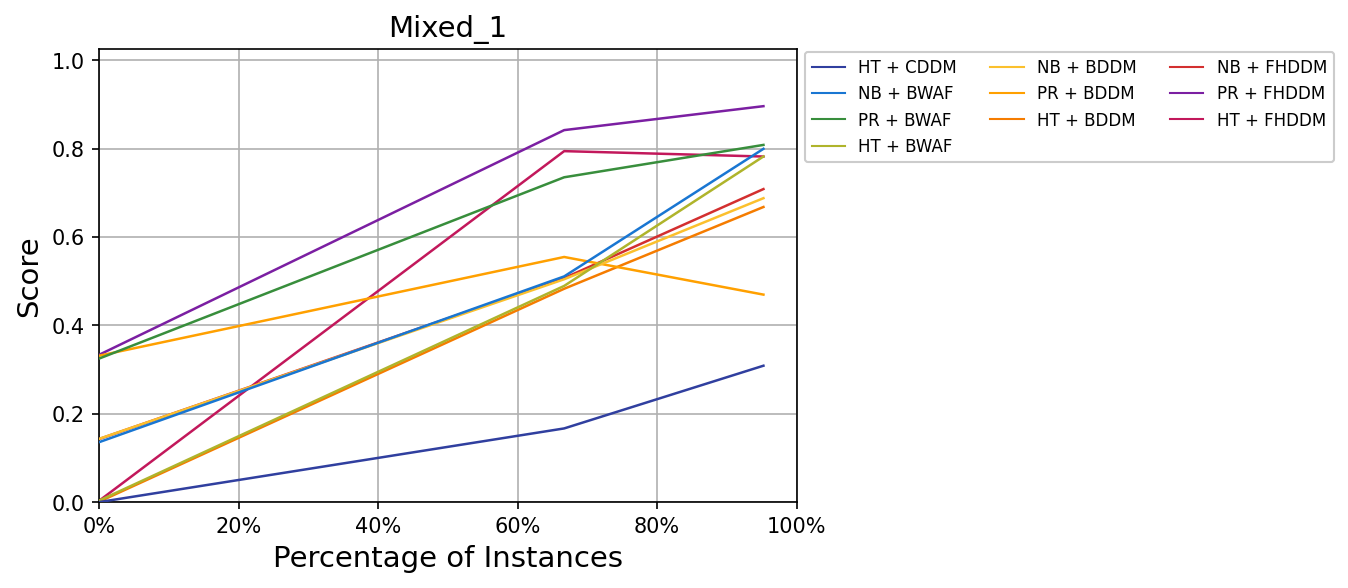 Mixed_1
1.0
0.8
0.6
0.4
0.2
0.0
Score
0% 20% 40% 60% 80% 100%
Percentage of Instances
HT + CDDM NB + BDDM NB + FHDDM
NB + BWAF PR + BDDM PR + FHDDM
PR + BWAF HT + BDDM HT + FHDDM
HT + BWAF